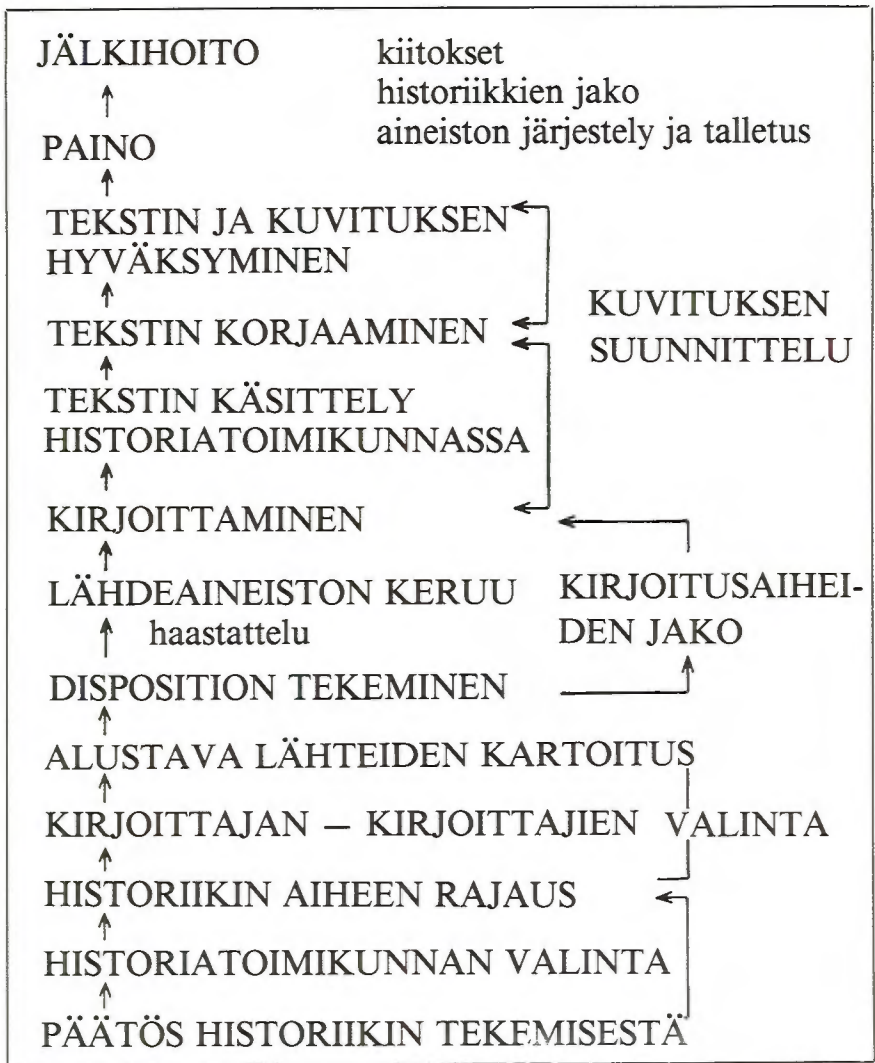 JÄLKIHOITO
kiitokset
historiikkien jako
aineiston järjestely ja talletus
PAINO
TEKSTIN JA KUVITUKSEN
HYVÄKSYMINEN
KUVITUKSEN
SUUNNITTELU
TEKSTIN KORJAAMINEN
TEKSTIN KÄSITTELY
HISTORIATOIMIKUNNASSA
KIRJOITTAMINEN
LÄHDEAINEISTON KERUU
haastattelu
KIRJOITUSAIHEI-
DEN JAKO
DISPOSITION TEKEMINEN
ALUSTAVA LÄHTEIDEN KARTOITUS
KIRJOITTAJAN – KIRJOITTAJIEN VALINTA
HISTORIIKIN AIHEEN RAJAUS
HISTORIATOIMIKUNNAN VALINTA
PÄÄTÖS HISTORIIKIN TEKEMISESTÄ